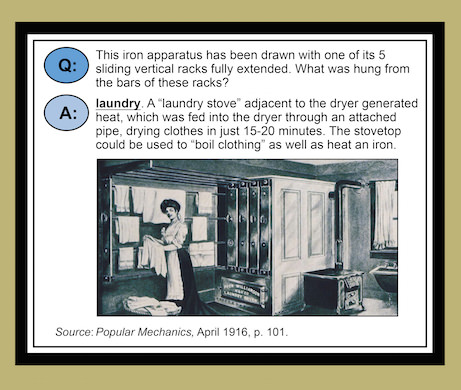 Q:
This iron apparatus has been drawn with one of its 5
sliding vertical racks fully extended. What was hung from
the bars of these racks?
A:
laundry. A “laundry stove” adjacent to the dryer generated
heat, which was fed into the dryer through an attached
pipe, drying clothes in just 15-20 minutes. The stovetop
could be used to “boil clothing” as well as heat an iron.
Source: Popular Mechanics, April 1916, p. 101.